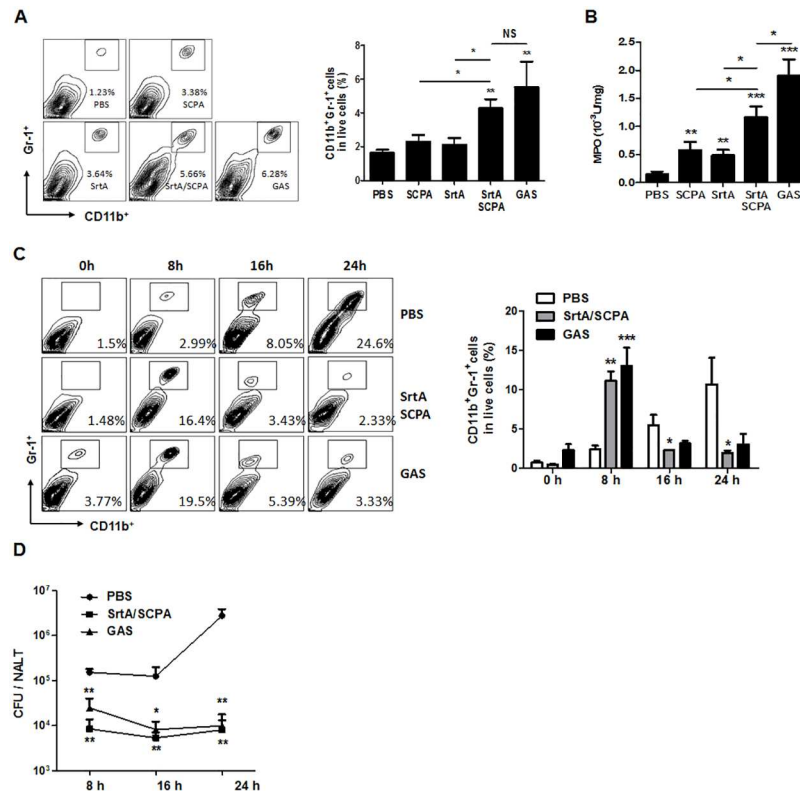 A
1.23%
PBS
3.38%
SCPA
3.64%
SrtA
5.66%
SrtA/SCPA
6.28%
GAS
Gr-1⁺
CD11b⁺
CD11b⁺Gr-1⁺cells
in live cells (%)
8
6
4
2
0
NS
*
*
**
**
PBS
SCPA
SrtA
SrtA
SCPA
GAS
B
MPO (10⁻³U/mg)
2.5
2.0
1.5
1.0
0.5
0.0
*
*
*
**
**
***
***
PBS
SCPA
SrtA
SrtA
SCPA
GAS
C
0h
8h
16h
24h
1.5%
2.99%
8.05%
24.6%
PBS
1.48%
16.4%
3.43%
2.33%
SrtA
SCPA
3.77%
19.5%
5.39%
3.33%
GAS
Gr-1⁺
CD11b⁺
CD11b⁺Gr-1⁺cells
in live cells (%)
20
15
10
5
0
PBS
SrtA/SCPA
GAS
**
***
*
*
0 h
8 h
16 h
24 h
D
CFU / NALT
10⁷
10⁶
10⁵
10⁴
10³
PBS
SrtA/SCPA
GAS
**
*
**
**
**
**
8 h
16 h
24 h